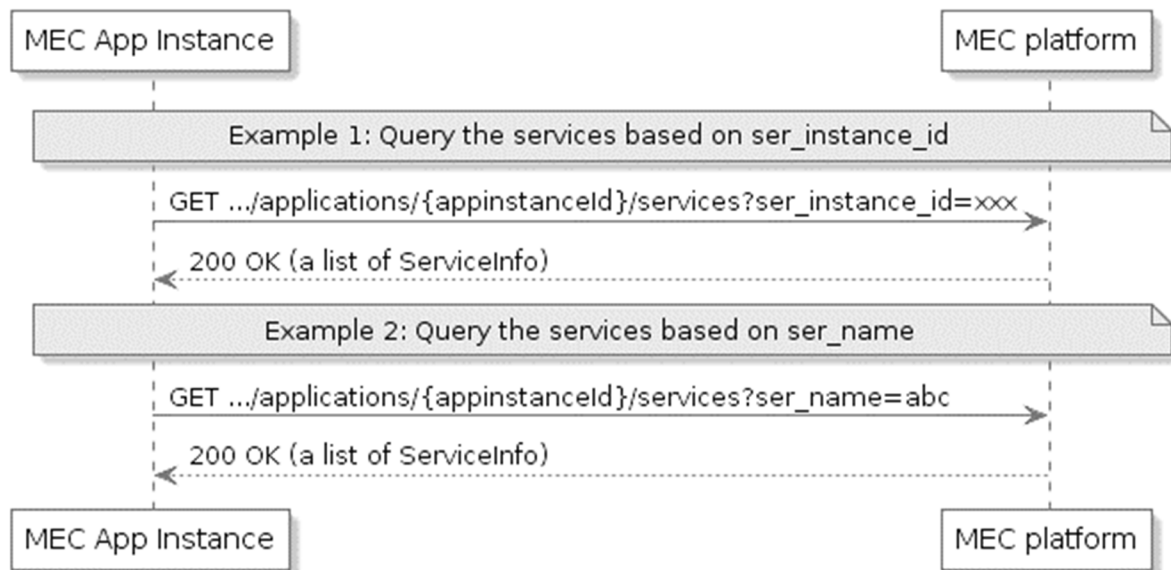 MEC App Instance
MEC platform
Example 1: Query the services based on ser_instance_id
GET .../applications/{appinstanceId}/services?ser_instance_id=xxx
200 OK (a list of ServiceInfo)
Example 2: Query the services based on ser_name
GET .../applications/{appinstanceId}/services?ser_name=abc
200 OK (a list of ServiceInfo)
MEC App Instance
MEC platform